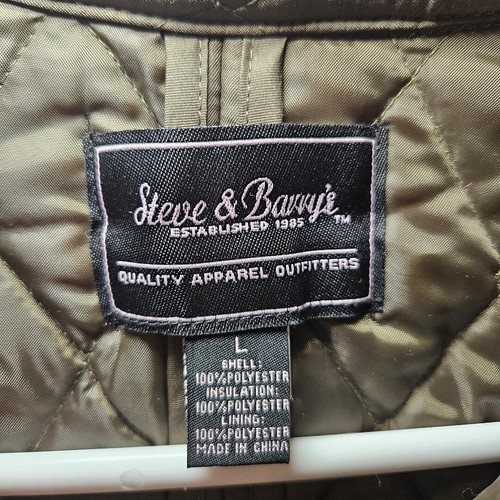 Steve & Barry's TM
ESTABLISHED 1985
QUALITY APPAREL OUTFITTERS
L
SHELL:
100%POLYESTER
INSULATION:
100%POLYESTER
LINING:
100%POLYESTER
MADE IN CHINA